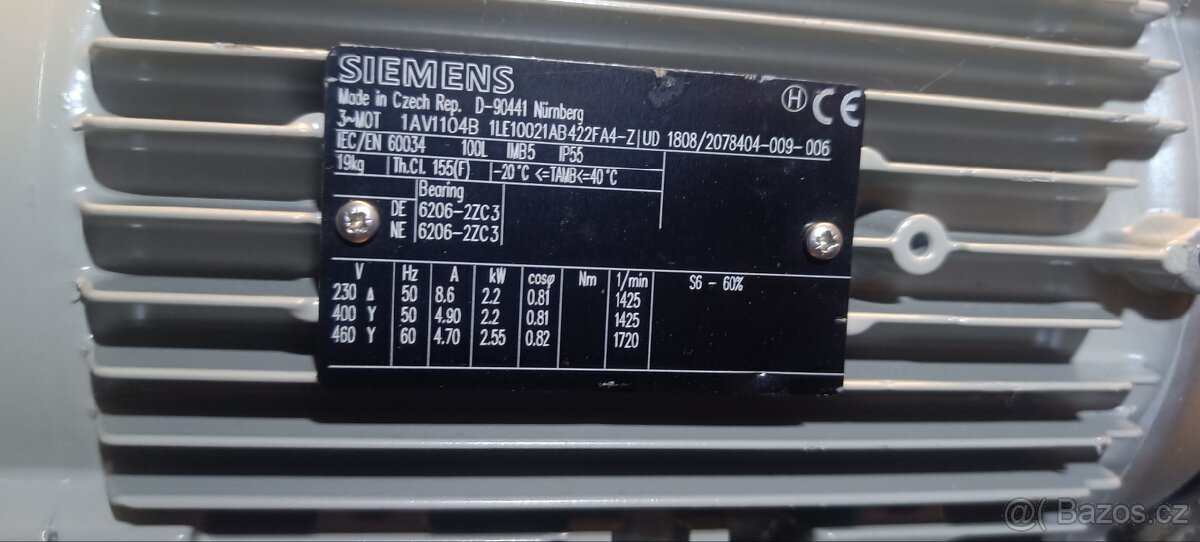 SIEMENS
H CE
Made in Czech Rep. D-90441 Nürnberg
3~MOT 1AV1104B 1LE10021AB422FA4-Z UD 1808/2078404-009-006
IEC/EN 60034 100L IMB5 IP55
19kg Th.Cl. 155(F) -20°C <=TAMB<=40°C
Bearing
DE 6206-2ZC3
NE 6206-2ZC3
V Hz A kW cosφ Nm 1/min S6 - 60%
230 Δ 50 8.6 2.2 0.81 1425
400 Y 50 4.90 2.2 0.81 1425
460 Y 60 4.70 2.55 0.82 1720
@( Bazoš.cz